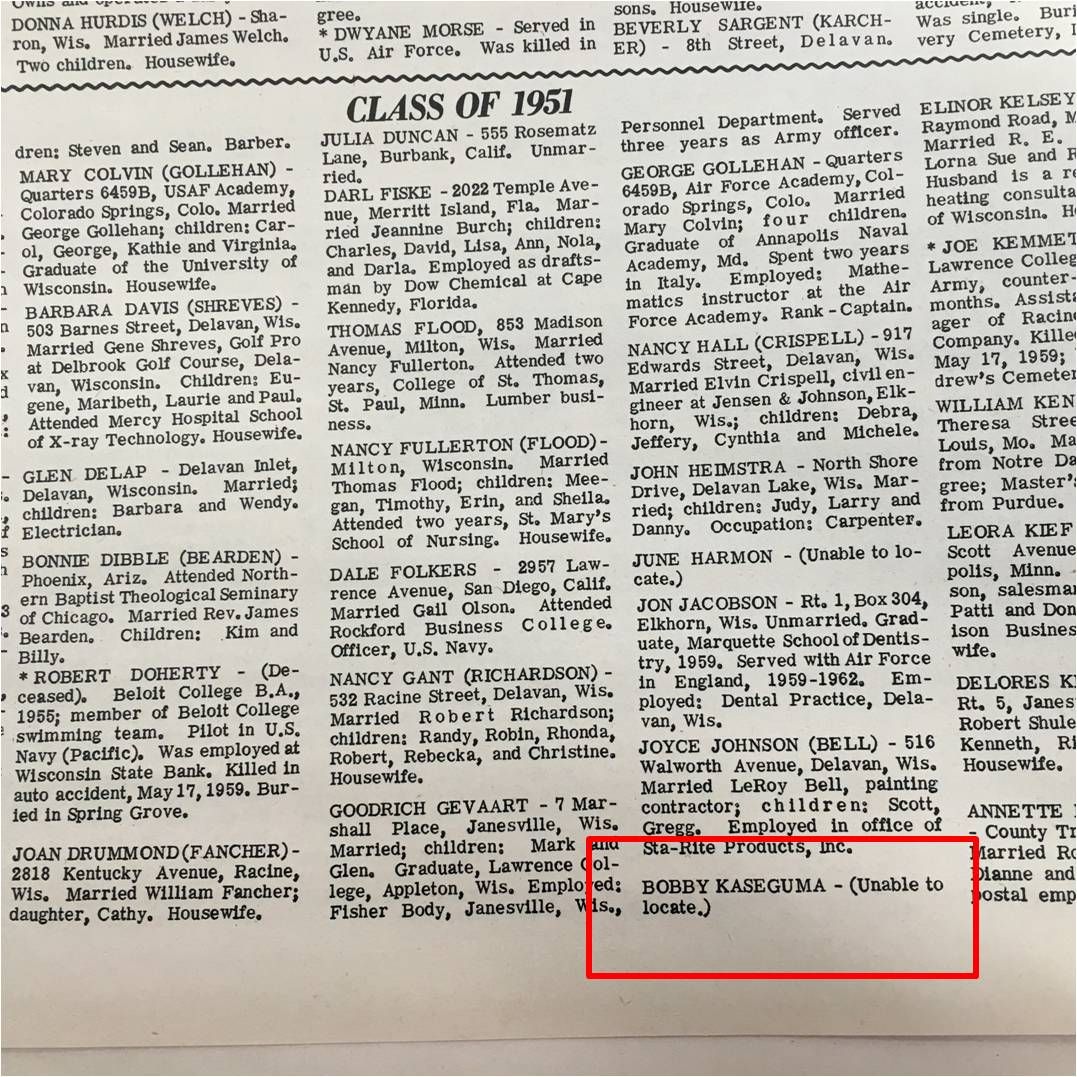 DONNA HURDIS (WELCH) - Sha-
ron, Wis. Married James Welch.
Two children. Housewife.
gree.
* DWYANE MORSE - Served in
U.S. Air Force. Was killed in
sons. Housewife.
BEVERLY SARGENT (KARCH-
ER) - 8th Street, Delavan.
Was single.
very Cemetery,
CLASS OF 1951
dren: Steven and Sean. Barber.
MARY COLVIN (GOLLEHAN) -
Quarters 6459B, USAF Academy,
Colorado Springs, Colo. Married
George Gollehan; children: Car-
ol, George, Kathie and Virginia.
Graduate of the University of
Wisconsin. Housewife.
BARBARA DAVIS (SHREVES) -
503 Barnes Street, Delavan, Wis.
Married Gene Shreves, Golf Pro
at Delbrook Golf Course, Dela-
van, Wisconsin. Children: Eu-
gene, Maribeth, Laurie and Paul.
Attended Mercy Hospital School
of X-ray Technology. Housewife.
GLEN DELAP - Delavan Inlet,
Delavan, Wisconsin. Married;
children: Barbara and Wendy.
Electrician.
BONNIE DIBBLE (BEARDEN) -
Phoenix, Ariz. Attended North-
ern Baptist Theological Seminary
of Chicago. Married Rev. James
Bearden. Children: Kim and
Billy.
* ROBERT DOHERTY - (De-
ceased). Beloit College B.A.,
1955; member of Beloit College
swimming team. Pilot in U.S.
Navy (Pacific). Was employed at
Wisconsin State Bank. Killed in
auto accident, May 17, 1959. Bur-
ied in Spring Grove.
JOAN DRUMMOND (FANCHER) -
2818 Kentucky Avenue, Racine,
Wis. Married William Fancher;
daughter, Cathy. Housewife.
JULIA DUNCAN - 555 Rosematz
Lane, Burbank, Calif. Unmar-
ried.
DARL FISKE - 2022 Temple Ave-
nue, Merritt Island, Fla. Mar-
ried Jeannine Burch; children:
Charles, David, Lisa, Ann, Nola,
and Darla. Employed as drafts-
man by Dow Chemical at Cape
Kennedy, Florida.
THOMAS FLOOD, 853 Madison
Avenue, Milton, Wis. Married
Nancy Fullerton. Attended two
years, College of St. Thomas,
St. Paul, Minn. Lumber busi-
ness.
NANCY FULLERTON (FLOOD) -
Milton, Wisconsin. Married
Thomas Flood; children: Mee-
gan, Timothy, Erin, and Sheila.
Attended two years, St. Mary's
School of Nursing. Housewife.
DALE FOLKERS - 2957 Law-
rence Avenue, San Diego, Calif.
Married Gail Olson. Attended
Rockford Business College.
Officer, U.S. Navy.
NANCY GANT (RICHARDSON) -
532 Racine Street, Delavan, Wis.
Married Robert Richardson;
children: Randy, Robin, Rhonda,
Robert, Rebecka, and Christine.
Housewife.
GOODRICH GEVAART - 7 Mar-
shall Place, Janesville, Wis.
Married; children: Mark and
Glen. Graduate, Lawrence Col-
lege, Appleton, Wis. Employed:
Fisher Body, Janesville, Wis.,
Personnel Department. Served
three years as Army officer.
GEORGE GOLLEHAN - Quarters
6459B, Air Force Academy, Col-
orado Springs, Colo. Married
Mary Colvin; four children.
Graduate of Annapolis Naval
Academy, Md. Spent two years
in Italy. Employed: Mathe-
matics instructor at the Air
Force Academy. Rank - Captain.
NANCY HALL (CRISPELL) - 917
Edwards Street, Delavan, Wis.
Married Elvin Crispell, civil en-
gineer at Jensen & Johnson, Elk-
horn, Wis.; children: Debra,
Jeffery, Cynthia and Michele.
JOHN HEIMSTRA - North Shore
Drive, Delavan Lake, Wis. Mar-
ried; children: Judy, Larry and
Danny. Occupation: Carpenter.
JUNE HARMON - (Unable to lo-
cate.)
JON JACOBSON - Rt. 1, Box 304,
Elkhorn, Wis. Unmarried. Grad-
uate, Marquette School of Dentis-
try, 1959. Served with Air Force
in England, 1959-1962. Em-
ployed: Dental Practice, Dela-
van, Wis.
JOYCE JOHNSON (BELL) - 516
Walworth Avenue, Delavan, Wis.
Married LeRoy Bell, painting
contractor; children: Scott,
Gregg. Employed in office of
Sta-Rite Products, Inc.
BOBBY KASEGUMA - (Unable to
locate.)
ELINOR KELSEY
Raymond Road,
Married R. E.
Lorna Sue and
Husband is a
heating
of Wisconsin.
* JOE KEMMET
Lawrence
Army, counter-
months.
ager of Racine
Company.
May 17, 1959;
drew's
WILLIAM
Theresa
Louis, Mo.
from Notre
gree; Master's
from Purdue.
LEORA KIEF
Scott Avenue
polis, Minn.
son,
Patti and
ison
wife.
DELORES
Rt. 5,
Robert
Kenneth,
Housewife.
ANNETTE
- County
Married
Dianne and
postal